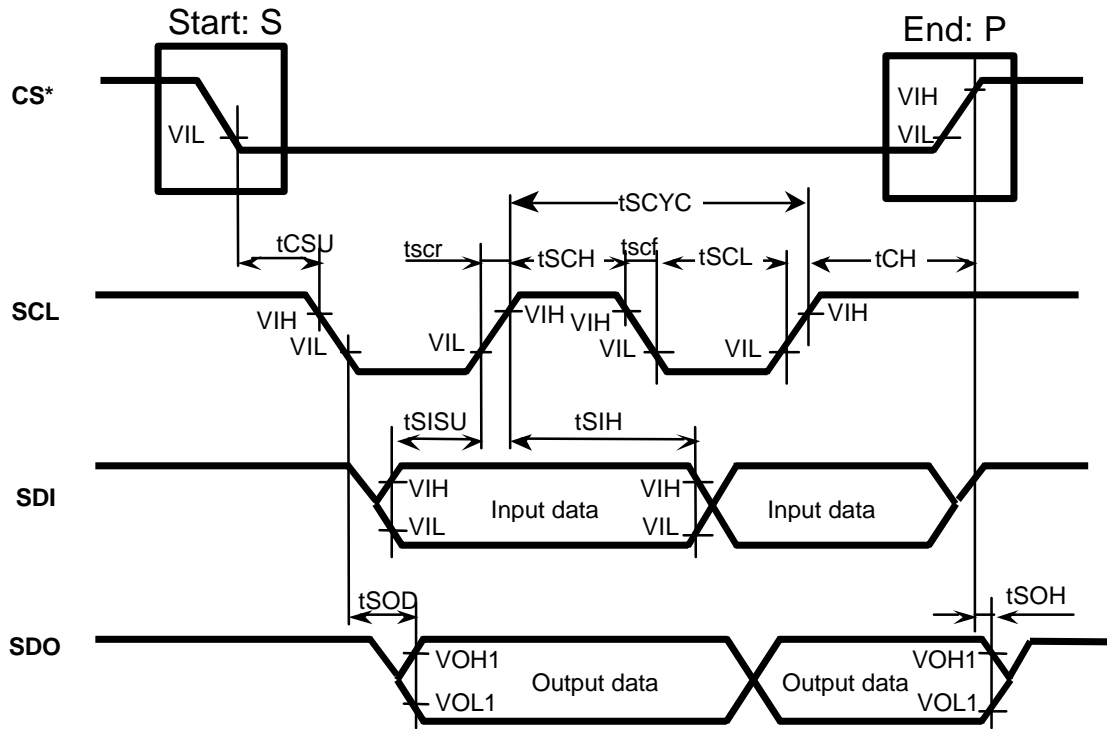 Start: S
End: P
CS*
VIL
VIH
VIL
tSCYC
tCSU
tscr
tSCH
tscf
tSCL
tCH
SCL
VIH
VIL
VIL
VIH
VIH
VIL
VIL
VIH
tSISU
tSIH
SDI
VIH
VIL
Input data
VIH
VIL
Input data
tSOD
tSOH
SDO
VOH1
VOL1
Output data
Output data
VOH1
VOL1